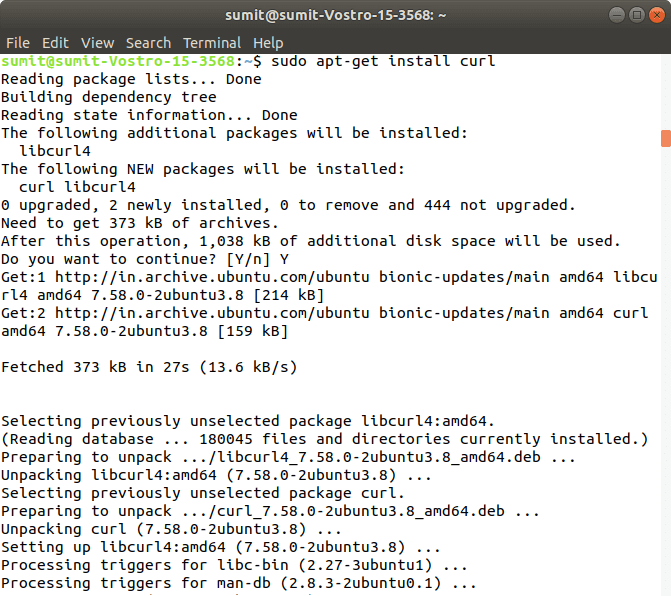 sumit@sumit-Vostro-15-3568: ~
File Edit View Search Terminal Help
sumit@sumit-Vostro-15-3568:~$ sudo apt-get install curl
Reading package lists... Done
Building dependency tree
Reading state information... Done
The following additional packages will be installed:
  libcurl4
The following NEW packages will be installed:
  curl libcurl4
0 upgraded, 2 newly installed, 0 to remove and 444 not upgraded.
Need to get 373 kB of archives.
After this operation, 1,038 kB of additional disk space will be used.
Do you want to continue? [Y/n] Y
Get:1 http://in.archive.ubuntu.com/ubuntu bionic-updates/main amd64 libcu
rl4 amd64 7.58.0-2ubuntu3.8 [214 kB]
Get:2 http://in.archive.ubuntu.com/ubuntu bionic-updates/main amd64 curl
amd64 7.58.0-2ubuntu3.8 [159 kB]
Fetched 373 kB in 27s (13.6 kB/s)
Selecting previously unselected package libcurl4:amd64.
(Reading database ... 180045 files and directories currently installed.)
Preparing to unpack .../libcurl4_7.58.0-2ubuntu3.8_amd64.deb ...
Unpacking libcurl4:amd64 (7.58.0-2ubuntu3.8) ...
Selecting previously unselected package curl.
Preparing to unpack .../curl_7.58.0-2ubuntu3.8_amd64.deb ...
Unpacking curl (7.58.0-2ubuntu3.8) ...
Setting up libcurl4:amd64 (7.58.0-2ubuntu3.8) ...
Processing triggers for libc-bin (2.27-3ubuntu1) ...
Processing triggers for man-db (2.8.3-2ubuntu0.1) ...